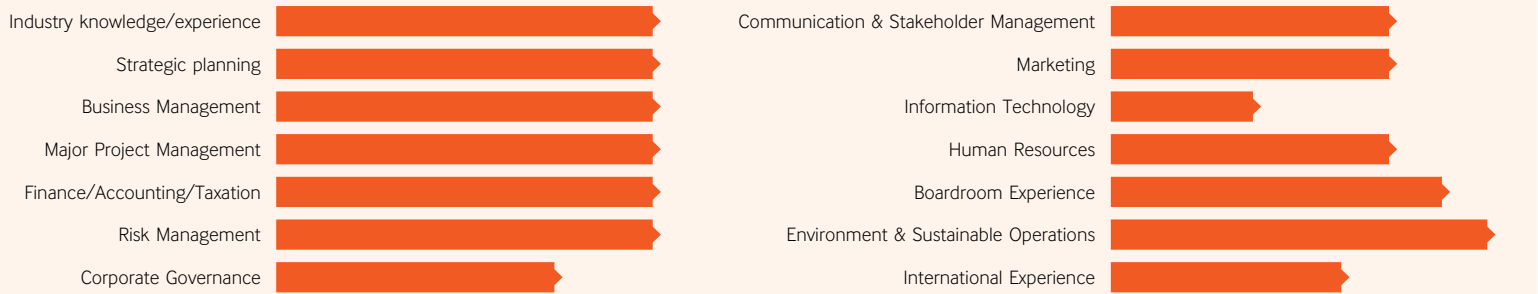 Industry knowledge/experience
Strategic planning
Business Management
Major Project Management
Finance/Accounting/Taxation
Risk Management
Corporate Governance
Communication & Stakeholder Management
Marketing
Information Technology
Human Resources
Boardroom Experience
Environment & Sustainable Operations
International Experience